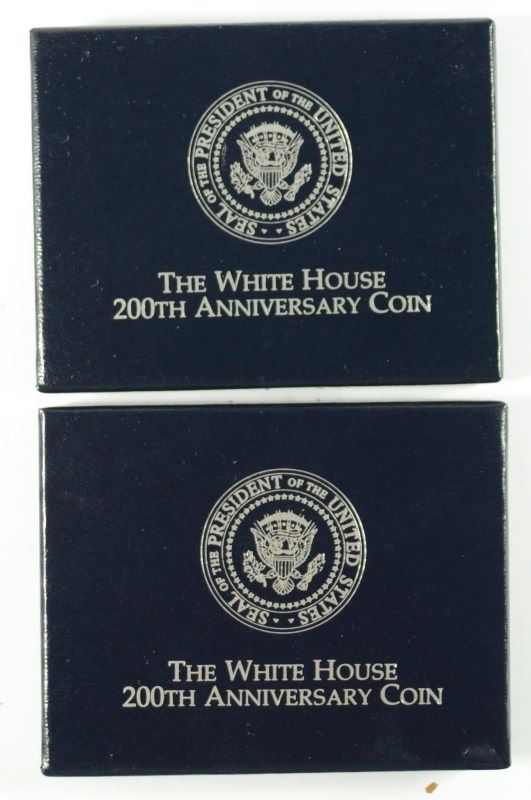 SEAL OF THE PRESIDENT OF THE UNITED STATES
THE WHITE HOUSE
200TH ANNIVERSARY COIN
SEAL OF THE PRESIDENT OF THE UNITED STATES
THE WHITE HOUSE
200TH ANNIVERSARY COIN